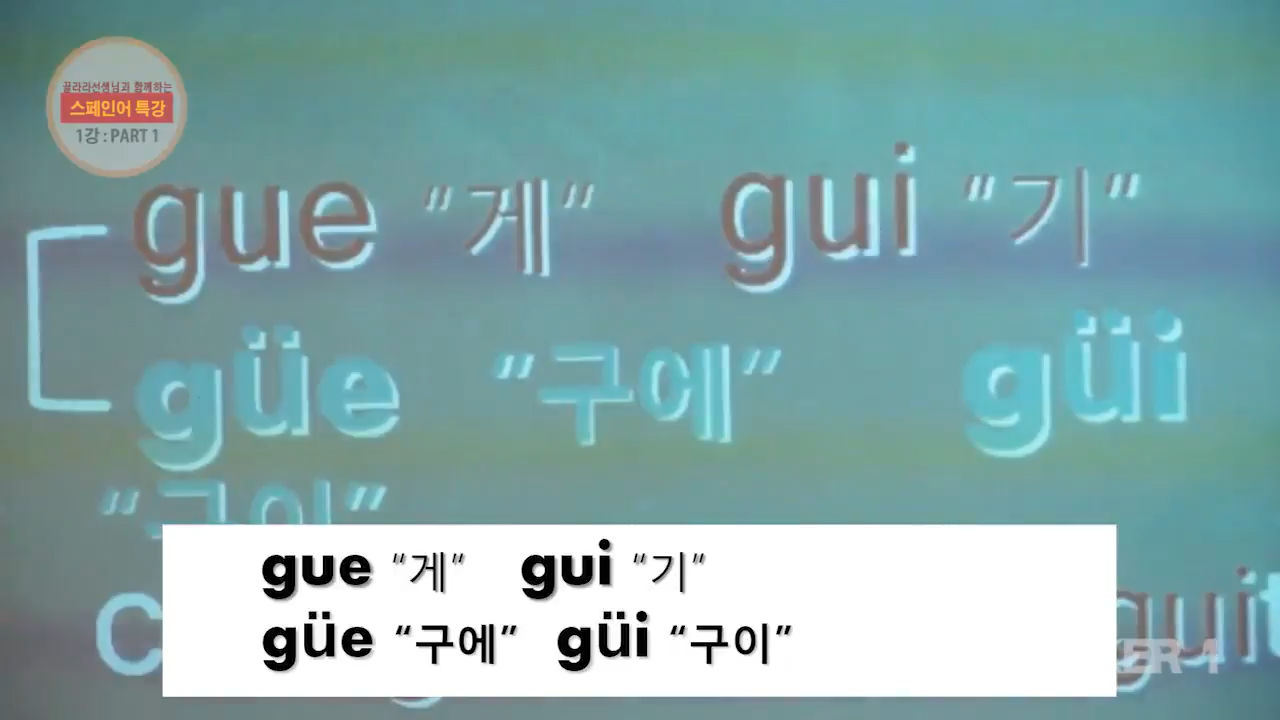 끌라라선생님과 함께하는
스페인어 특강
1강 : PART 1
gue “게” gui “기”
güe “구에” güi
“구이”
gue “게” gui “기”
güe “구에” güi “구이”